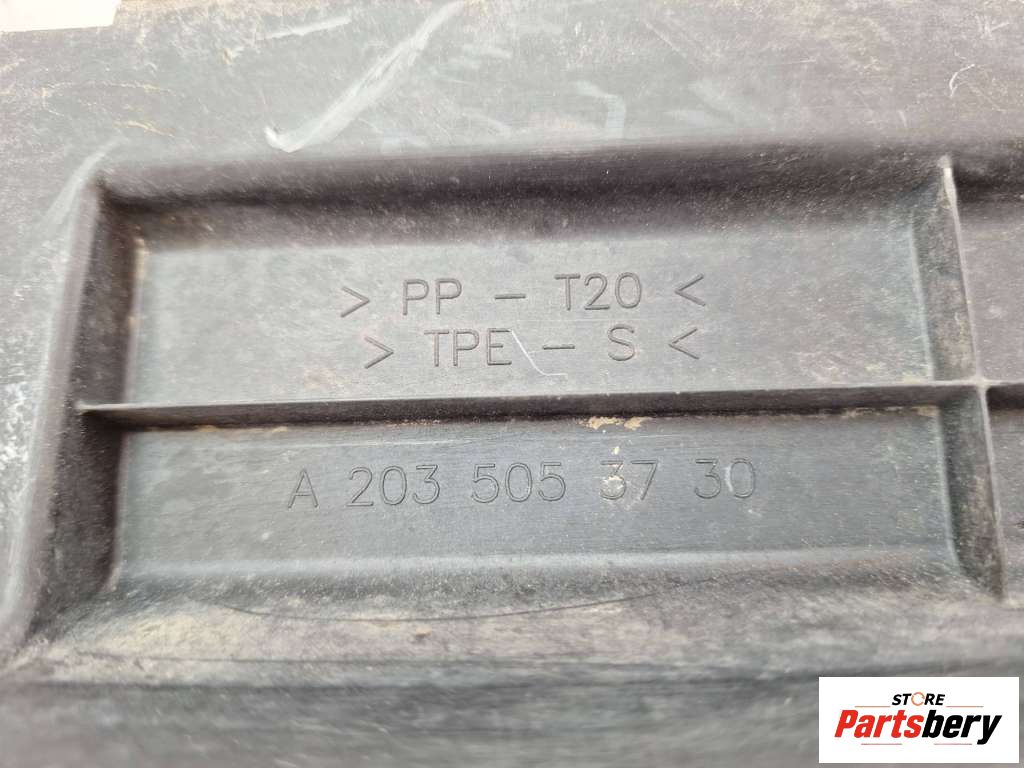 > PP - T20 <
> TPE - S <
A 203 505 37 30
STORE
Partsbery